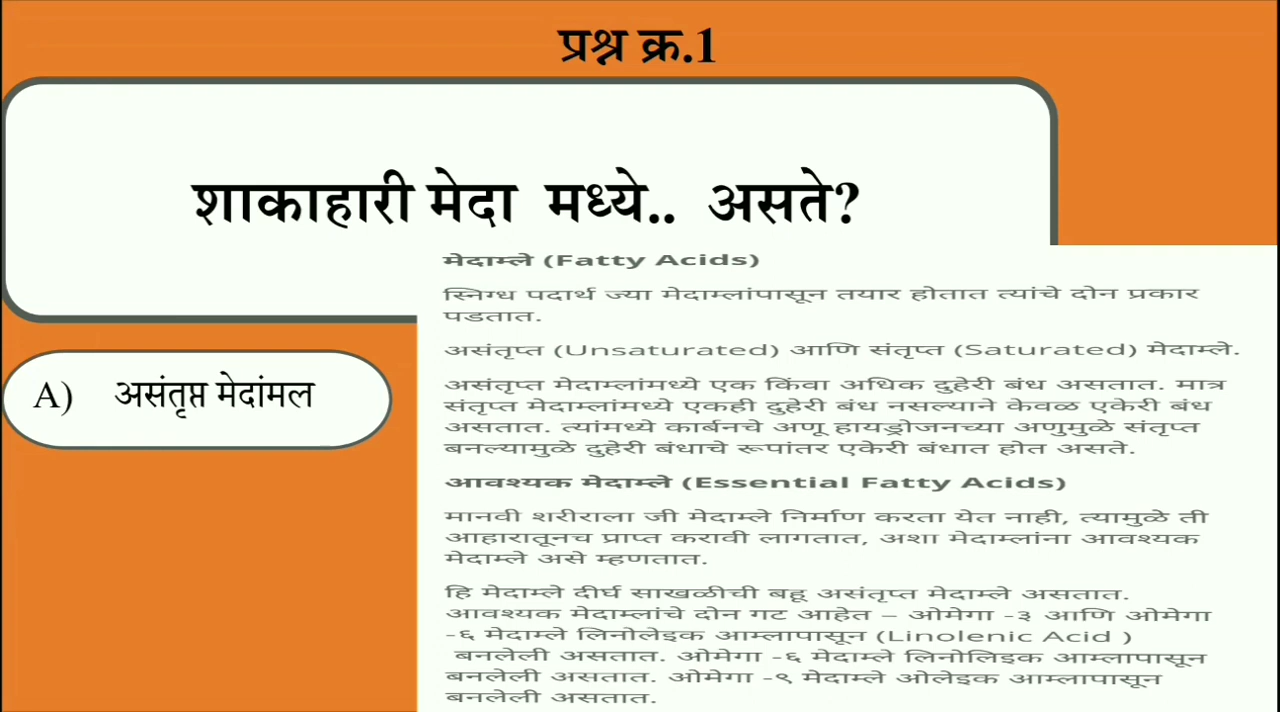 प्रश्न क्र.1
शाकाहारी मेदा मध्ये.. असते?
A) असंतृप्त मेदांमल
मेदाम्ले (Fatty Acids)
स्निग्ध पदार्थ ज्या मेदाम्लांपासून तयार होतात त्यांचे दोन प्रकार
पडतात.
असंतृप्त (Unsaturated) आणि संतृप्त (Saturated) मेदाम्ले.
असंतृप्त मेदाम्लांमध्ये एक किंवा अधिक दुहेरी बंध असतात. मात्र
संतृप्त मेदाम्लांमध्ये एकही दुहेरी बंध नसल्याने केवळ एकेरी बंध
असतात. त्यांमध्ये कार्बनचे अणू हायड्रोजनच्या अणुमुळे संतृप्त
बनल्यामुळे दुहेरी बंधाचे रूपांतर एकेरी बंधात होत असते.
आवश्यक मेदाम्ले (Essential Fatty Acids)
मानवी शरीराला जी मेदाम्ले निर्माण करता येत नाही, त्यामुळे ती
आहारातूनच प्राप्त करावी लागतात, अशा मेदाम्लांना आवश्यक
मेदाम्ले असे म्हणतात.
हि मेदाम्ले दीर्घ साखळीची बहू असंतृप्त मेदाम्ले असतात.
आवश्यक मेदाम्लांचे दोन गट आहेत – ओमेगा -३ आणि ओमेगा
-६ मेदाम्ले लिनोलेइक आम्लापासून (Linolenic Acid )
बनलेली असतात. ओमेगा -६ मेदाम्ले लिनोलिइक आम्लापासून
बनलेली असतात. ओमेगा -९ मेदाम्ले ओलेइक आम्लापासून
बनलेली असतात.